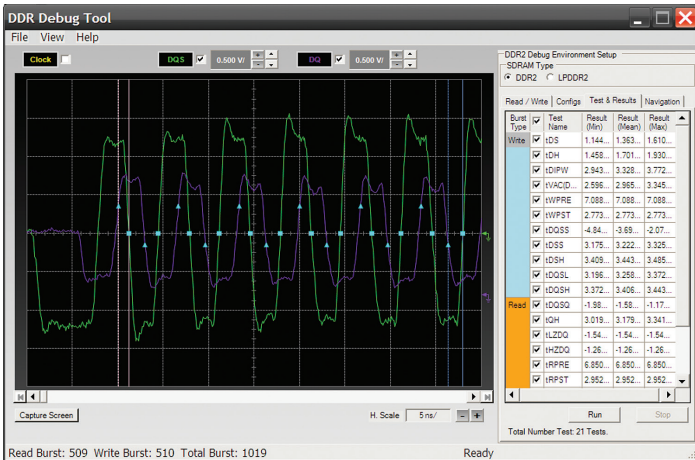 DDR Debug Tool
File View Help
Clock DQS 0.500 V/ + - DQ 0.500 V/ + -
DDR2 Debug Environment Setup
SDRAM Type
DDR2 LPDDR2
Read / Write Configs Test & Results Navigation
Burst Type Test Name Result (Min) Result (Mean) Result (Max)
Write tDS 1.144... 1.363... 1.610...
tDH 1.458... 1.701... 1.930...
tDIPW 2.943... 3.328... 3.772...
tVAC(D... 2.596... 2.965... 3.345...
tWPRE 7.088... 7.088... 7.088...
tWPST 2.773... 2.773... 2.773...
tDQSS -4.84... -3.69... -2.07...
tDSS 3.175... 3.222... 3.325...
tDSH 3.409... 3.443... 3.485...
tDQSL 3.196... 3.258... 3.372...
tDQSH 3.372... 3.406... 3.443...
Read tDQSQ -1.98... -1.58... -1.17...
tQH 3.019... 3.179... 3.341...
tLZDQ -1.54... -1.54... -1.54...
tHZDQ -1.26... -1.26... -1.26...
tRPRE 6.850... 6.850... 6.850...
tRPST 2.952... 2.952... 2.952...
Capture Screen H. Scale 5 ns/ - +
Run Stop
Total Number Test: 21 Tests.
Read Burst: 509 Write Burst: 510 Total Burst: 1019 Ready